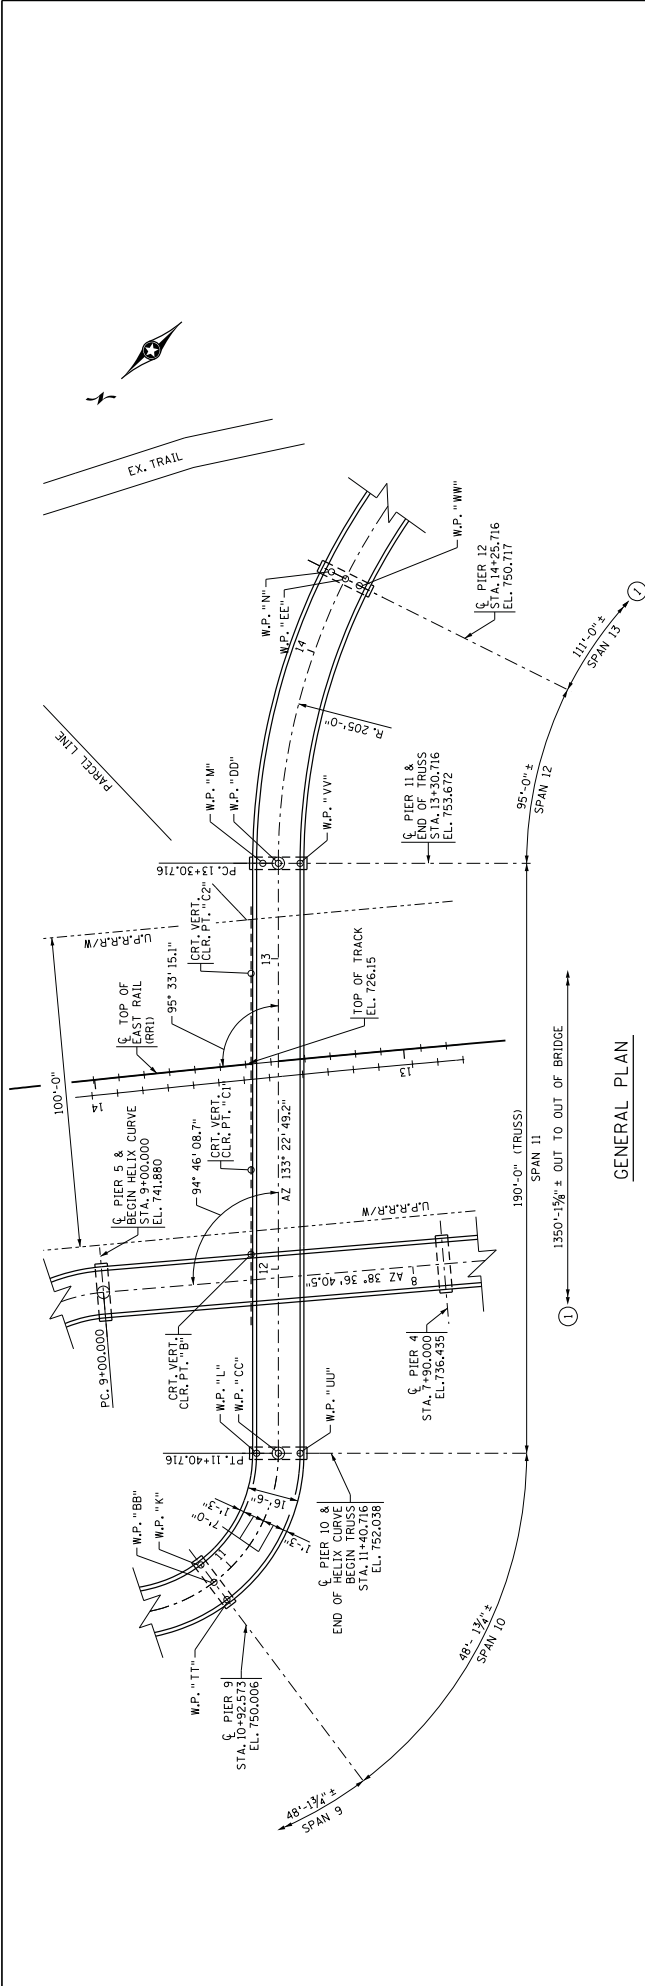 EX. TRAIL
PARCEL LINE
W.P. "N"
W.P. "EE"
W.P. "WW"
14
R. 205'-0"
℄ PIER 12
STA. 14+25.716
EL. 750.717
111'-0" ±
SPAN 13
1
95'-0" ±
SPAN 12
W.P. "M"
W.P. "DD"
W.P. "VV"
PC. 13+30.716
℄ PIER 11 &
END OF TRUSS
STA. 13+30.716
EL. 753.672
U.P.R.R R/W
CRT. VERT.
CLR. PT. "C2"
13
95° 33' 15.1"
℄ TOP OF
EAST RAIL
(RR1)
TOP OF TRACK
EL. 726.15
100'-0"
14
13
CRT. VERT.
CLR. PT. "C1"
94° 46' 08.7"
AZ 133° 22' 49.2"
℄ PIER 5 &
BEGIN HELIX CURVE
STA. 9+00.000
EL. 741.880
U.P.R.R R/W
12
8 AZ 38° 36' 40.5"
PC. 9+00.000
CRT. VERT.
CLR. PT. "B"
℄ PIER 4
STA. 7+90.000
EL. 736.435
W.P. "L"
W.P. "CC"
W.P. "UU"
PT. 11+40.716
℄ PIER 10 &
END OF HELIX CURVE
BEGIN TRUSS
STA. 11+40.716
EL. 752.038
16'-6"
1'-3"
7'-0"
1'-3"
11
W.P. "BB"
W.P. "K"
W.P. "TT"
℄ PIER 9
STA. 10+92.573
EL. 750.006
48'-1¾" ±
SPAN 9
48'-1¾" ±
SPAN 10
190'-0" (TRUSS)
SPAN 11
1350'-1⅝" ± OUT TO OUT OF BRIDGE
1
GENERAL PLAN
N